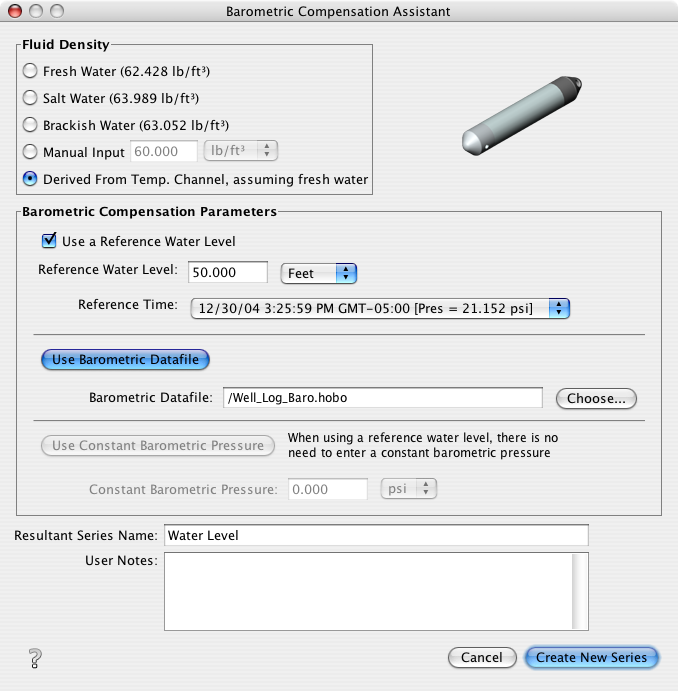 Barometric Compensation Assistant
Fluid Density
Fresh Water (62.428 lb/ft³)
Salt Water (63.989 lb/ft³)
Brackish Water (63.052 lb/ft³)
Manual Input 60.000 lb/ft³
Derived From Temp. Channel, assuming fresh water
Barometric Compensation Parameters
Use a Reference Water Level
Reference Water Level: 50.000 Feet
Reference Time: 12/30/04 3:25:59 PM GMT-05:00 [Pres = 21.152 psi]
Use Barometric Datafile
Barometric Datafile: /Well_Log_Baro.hobo Choose...
Use Constant Barometric Pressure
When using a reference water level, there is no
need to enter a constant barometric pressure
Constant Barometric Pressure: 0.000 psi
Resultant Series Name: Water Level
User Notes:
? Cancel Create New Series